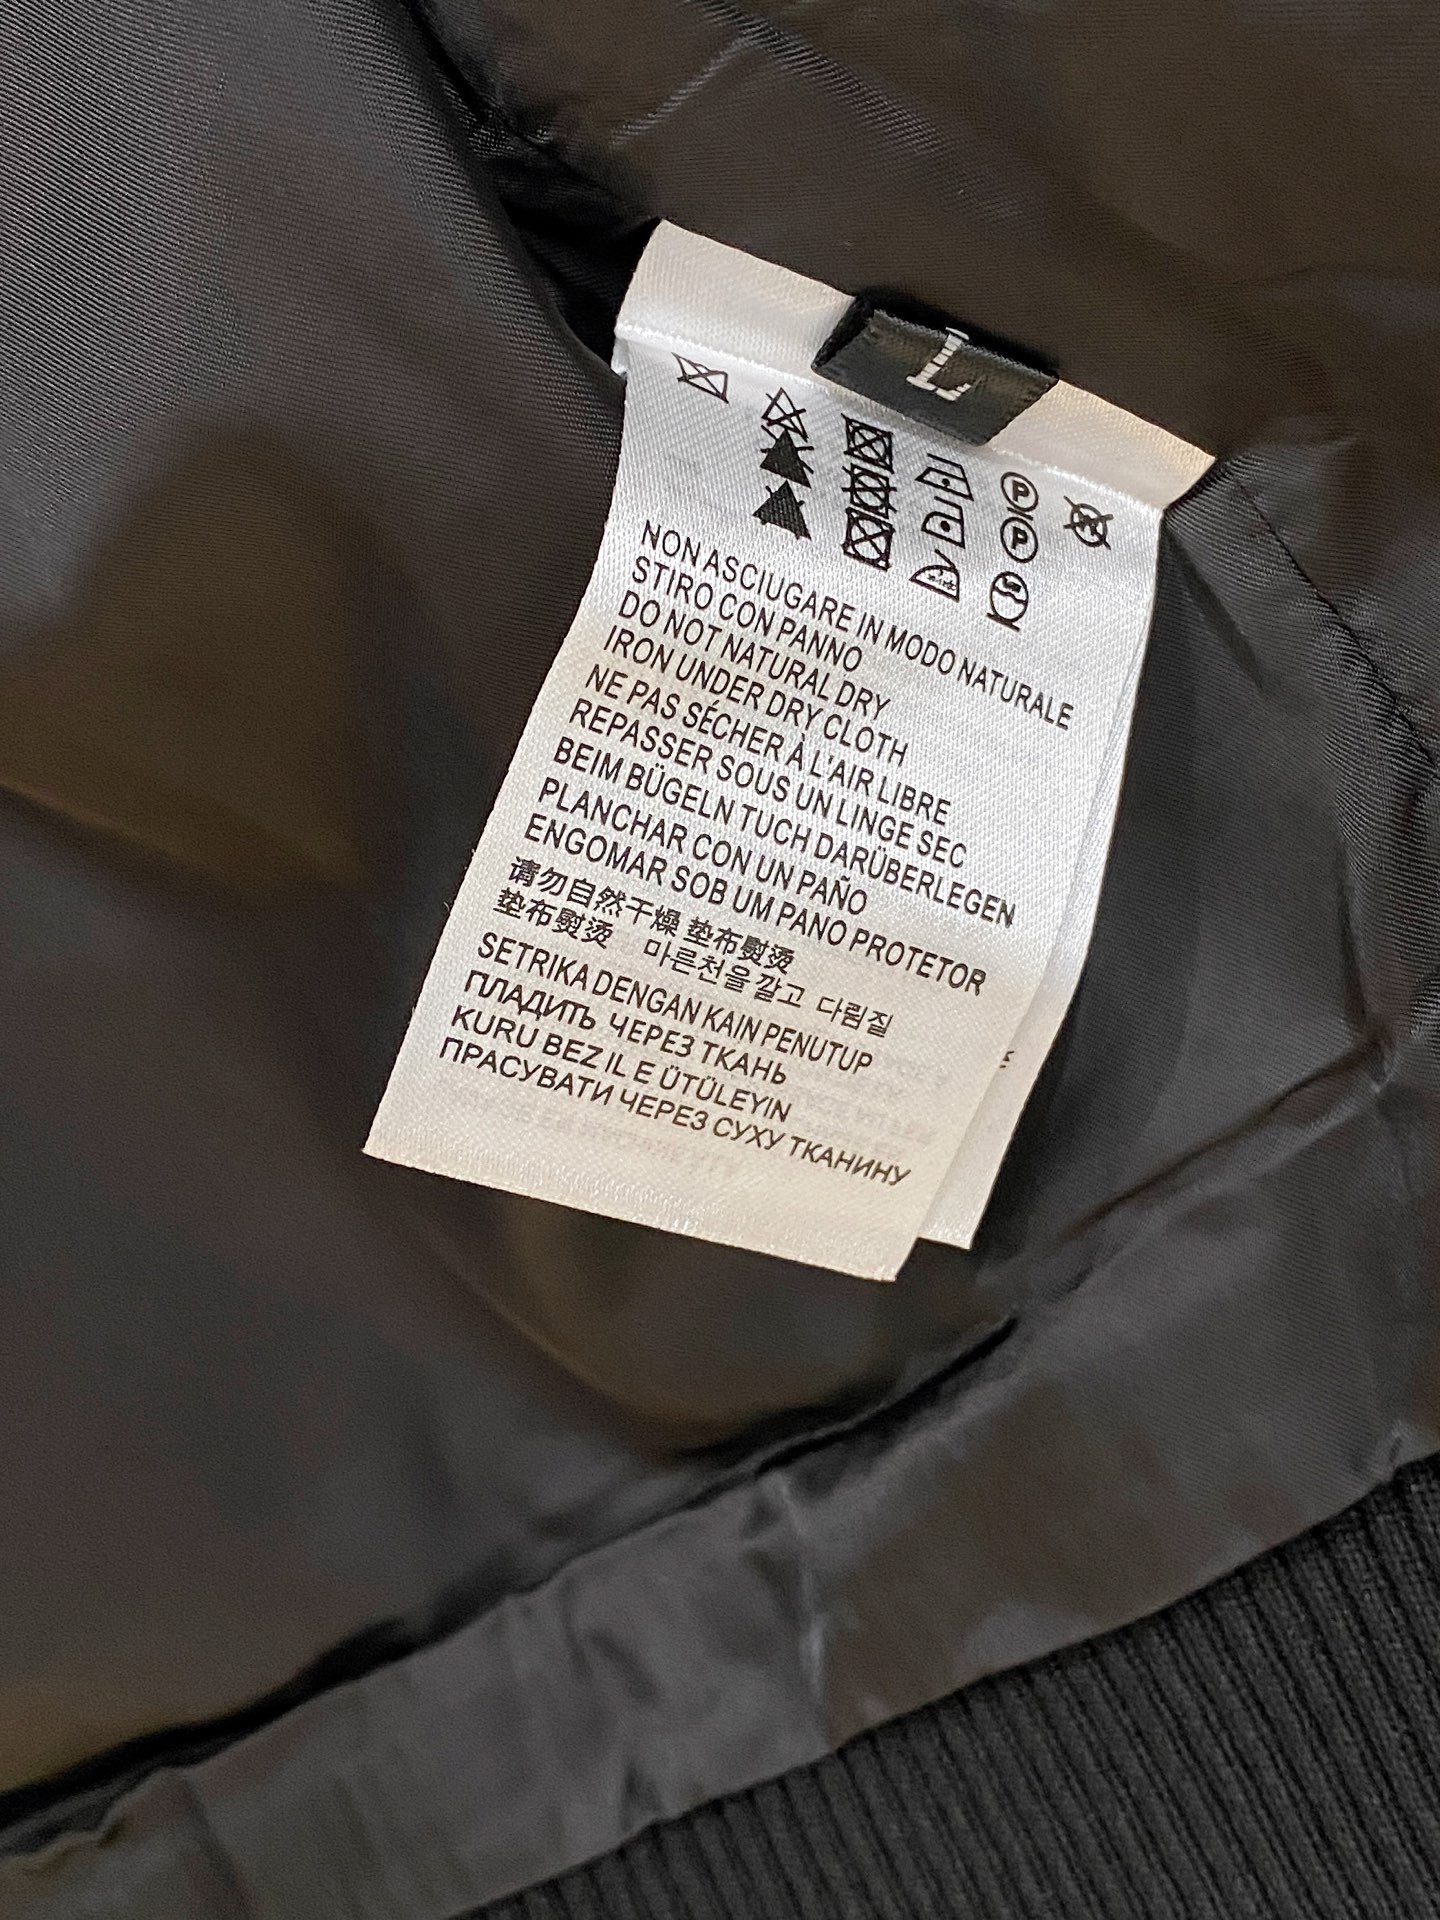 L
P
P
NON ASCIUGARE IN MODO NATURALE
STIRO CON PANNO
DO NOT NATURAL DRY
IRON UNDER DRY CLOTH
NE PAS SÉCHER À L'AIR LIBRE
REPASSER SOUS UN LINGE SEC
BEIM BÜGELN TUCH DARÜBERLEGEN
PLANCHAR CON UN PAÑO
ENGOMAR SOB UM PANO PROTETOR
请勿自然干燥 垫布熨烫
垫布熨烫 마른천을깔고 다림질
SETRIKA DENGAN KAIN PENUTUP
ПЛАДИТЬ ЧЕРЕЗ ТКАНЬ
KURU BEZ IL E ÜTÜLEYIN
ПРАСУВАТИ ЧЕРЕЗ СУХУ ТКАНИНУ